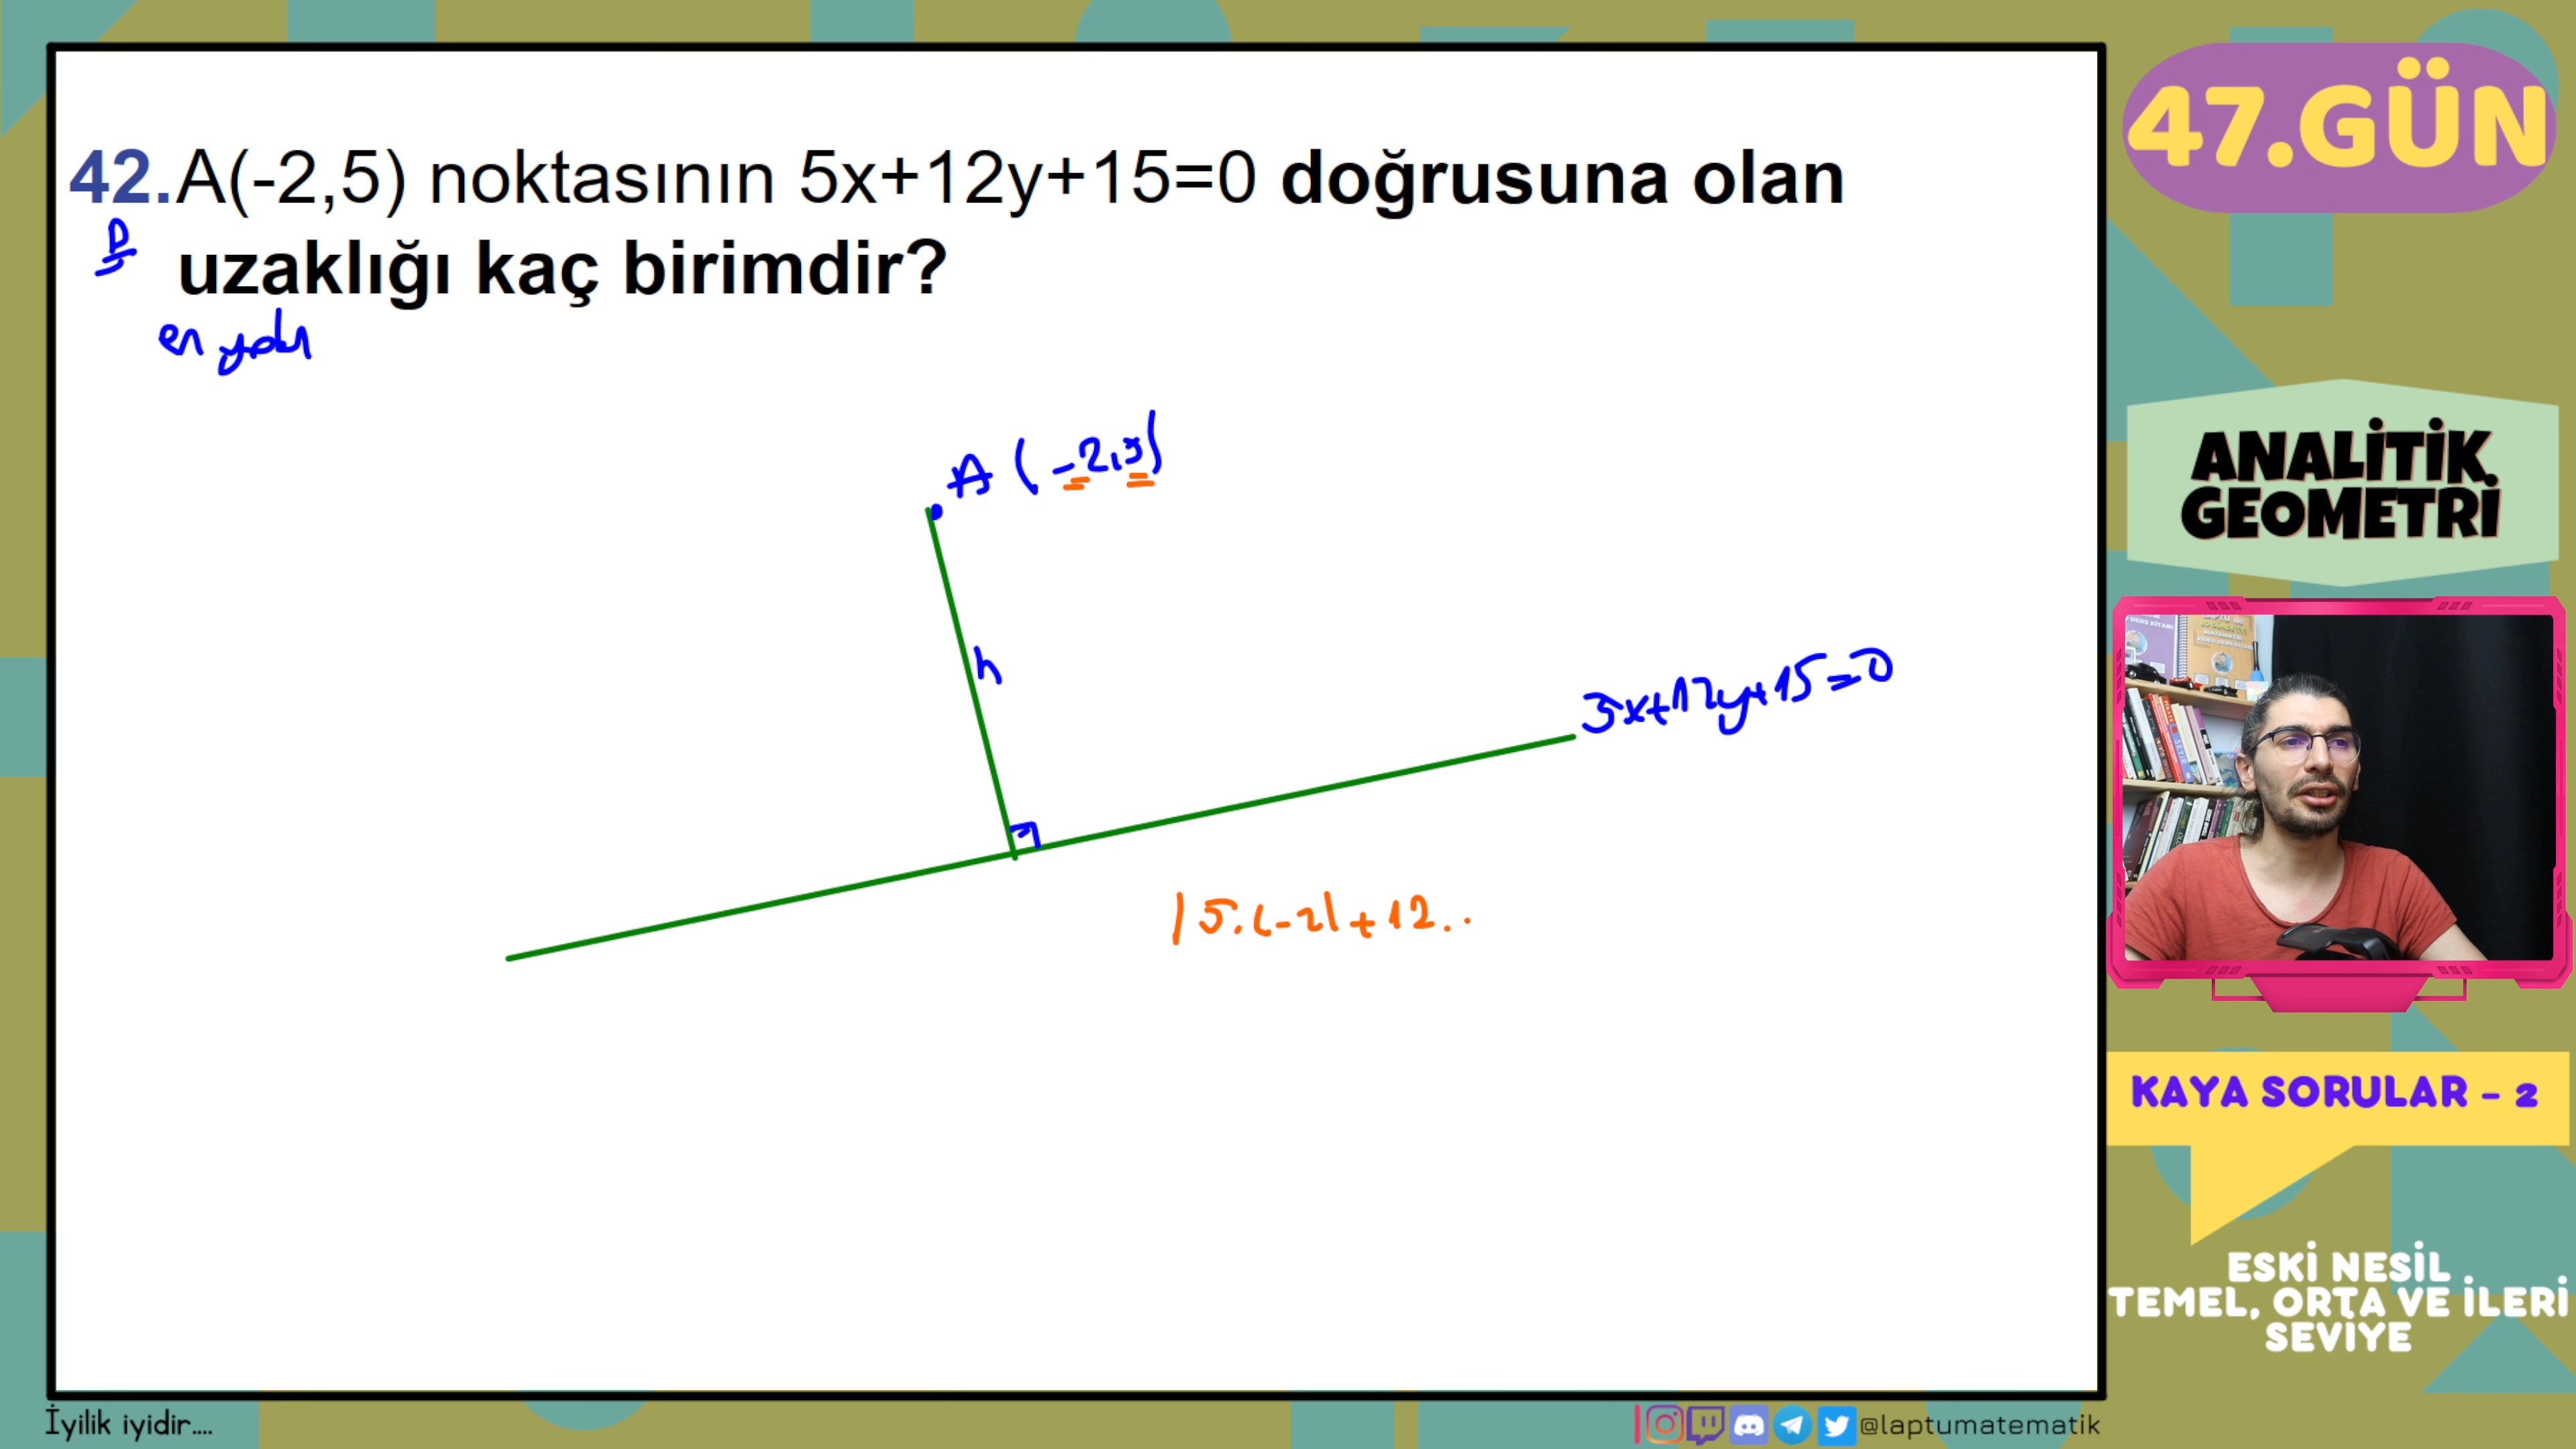 42.A(-2,5) noktasının 5x+12y+15=0 doğrusuna olan
uzaklığı kaç birimdir?
en yakın
A (-2,5)
h
5x+12y+15=0
|5.(-2)+12..
47.GÜN
ANALİTİK
GEOMETRİ
KAYA SORULAR - 2
ESKİ NESİL
TEMEL, ORTA VE İLERİ
SEVİYE
İyilik iyidir....
@laptumatematik